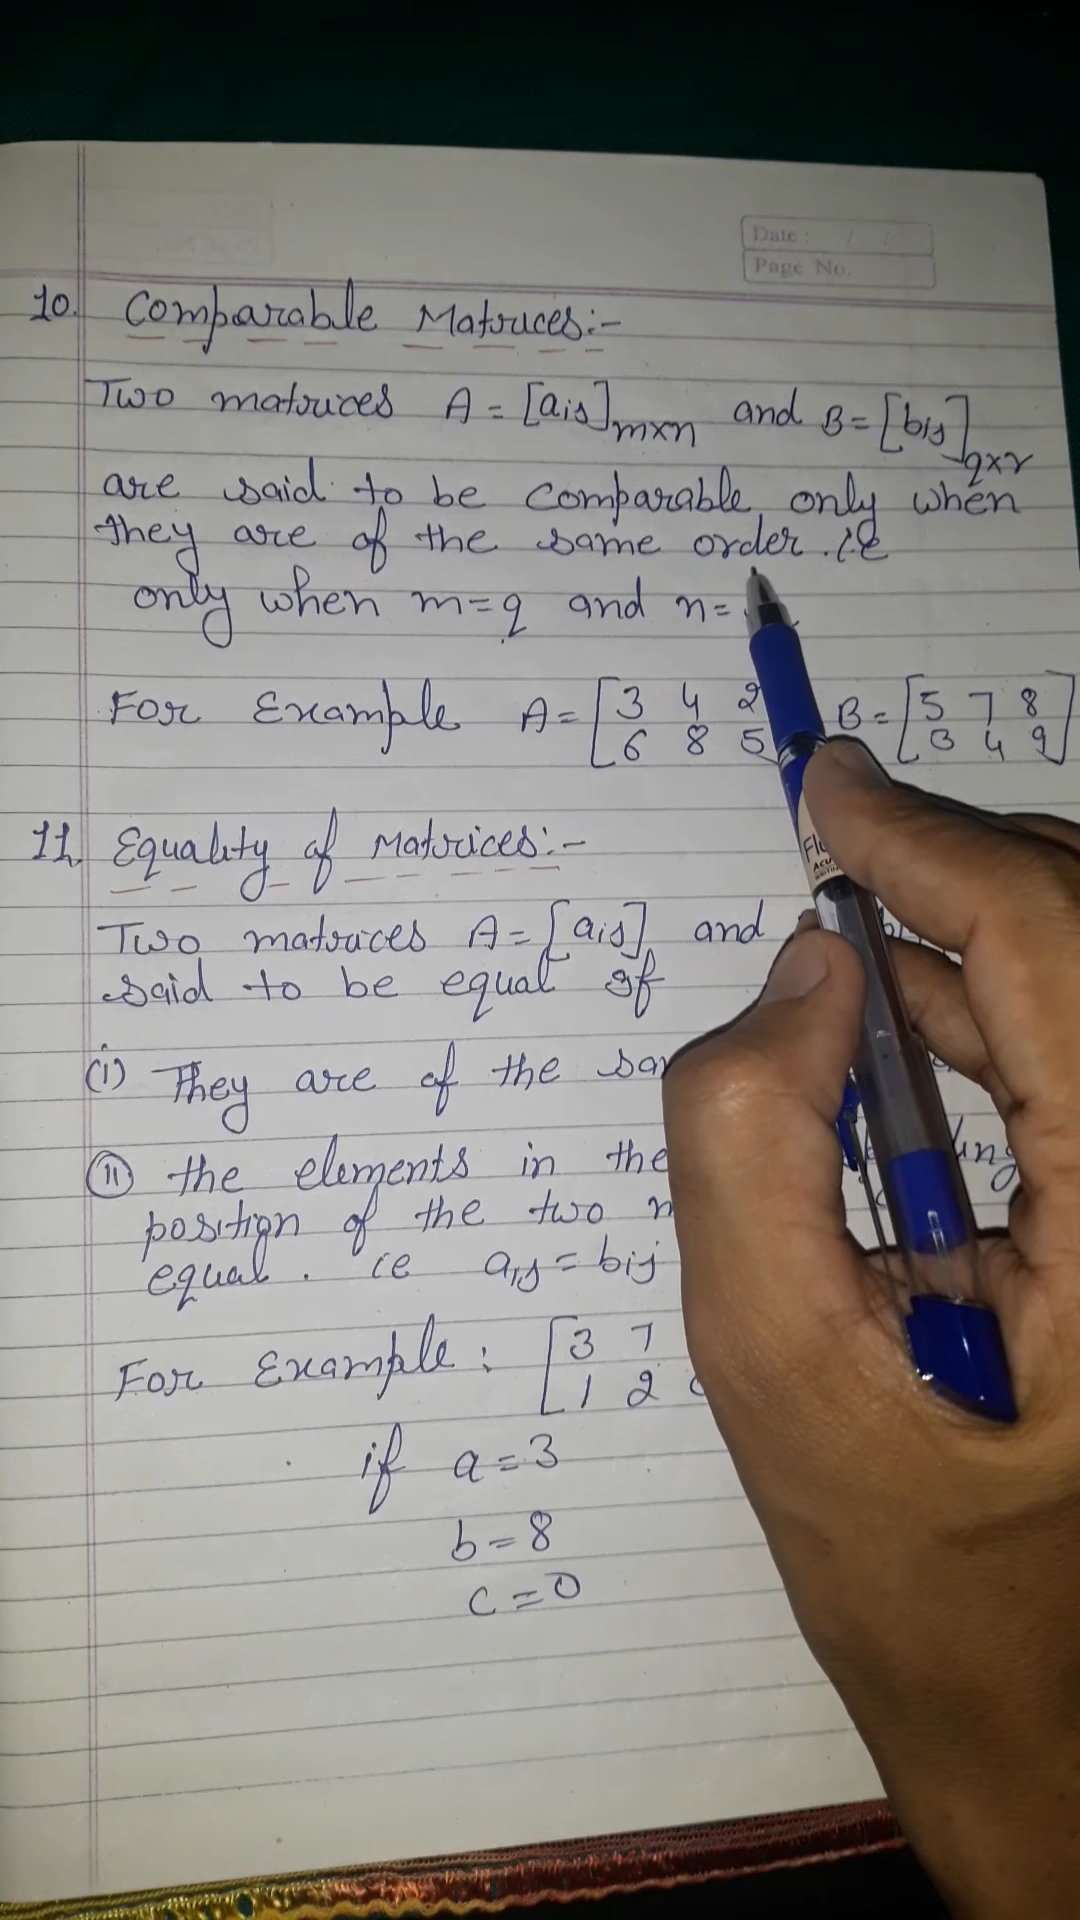 Date : / /
Page No.
10. Comparable Matrices:-
Two matrices A = [aij]m×n and B = [bij]q×r
are said to be comparable only when
they are of the same order. ie
only when m=q and n=
For Example A = [3 4 2 B = [5 7 8]
6 8 5 3 4 9
11. Equality of Matrices:-
Two matrices A = [aij] and
said to be equal if
(i) They are of the
(ii) the elements in the
position of the two
equal. ie aij = bij
For Example : [3 7
1 2
if a = 3
b = 8
c = 0